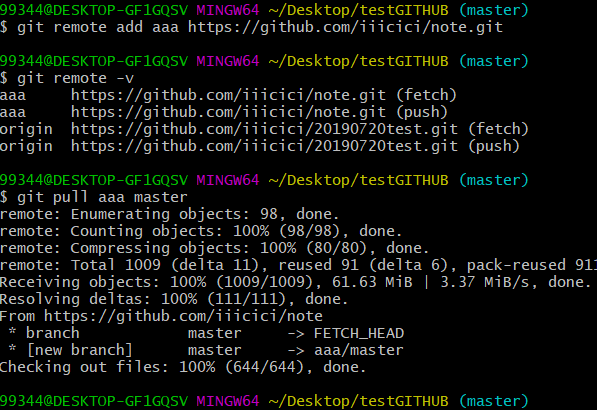 99344@DESKTOP-GF1GQSV MINGW64 ~/Desktop/testGITHUB (master)
$ git remote add aaa https://github.com/iiicici/note.git
99344@DESKTOP-GF1GQSV MINGW64 ~/Desktop/testGITHUB (master)
$ git remote -v
aaa https://github.com/iiicici/note.git (fetch)
aaa https://github.com/iiicici/note.git (push)
origin https://github.com/iiicici/20190720test.git (fetch)
origin https://github.com/iiicici/20190720test.git (push)
99344@DESKTOP-GF1GQSV MINGW64 ~/Desktop/testGITHUB (master)
$ git pull aaa master
remote: Enumerating objects: 98, done.
remote: Counting objects: 100% (98/98), done.
remote: Compressing objects: 100% (80/80), done.
remote: Total 1009 (delta 11), reused 91 (delta 6), pack-reused 911
Receiving objects: 100% (1009/1009), 61.63 MiB | 3.37 MiB/s, done.
Resolving deltas: 100% (111/111), done.
From https://github.com/iiicici/note
* branch master -> FETCH_HEAD
* [new branch] master -> aaa/master
Checking out files: 100% (644/644), done.
99344@DESKTOP-GF1GQSV MINGW64 ~/Desktop/testGITHUB (master)